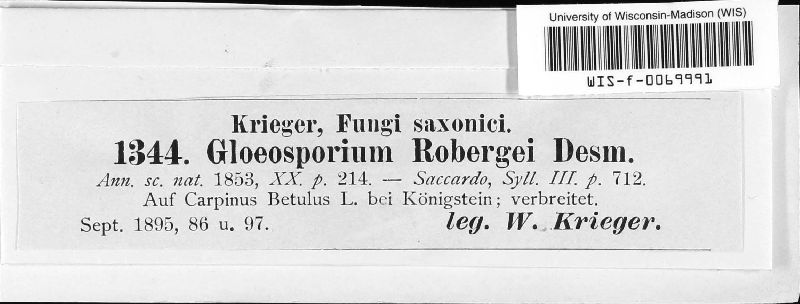 University of Wisconsin-Madison (WIS)
WIS-f-0069991
Krieger, Fungi saxonici.
1344. Gloeosporium Robergei Desm.
Ann. sc. nat. 1853, XX. p. 214. — Saccardo, Syll. III. p. 712.
Auf Carpinus Betulus L. bei Königstein; verbreitet.
Sept. 1895, 86 u. 97. leg. W. Krieger.